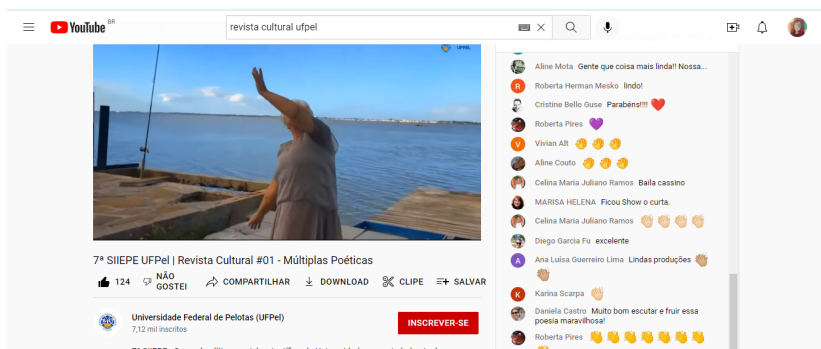 YouTube BR
revista cultural ufpel
UFPEL
Aline Mota Gente que coisa mais linda!! Nossa...
R Roberta Herman Mesko lindo!
Cristine Bello Guse Parabéns!!!! ❤️
Roberta Pires 💜
V Vivian Alt 👏 👏 👏
Aline Couto 👏 👏 👏
Celina Maria Juliano Ramos Baila cassino
MARISA HELENA Ficou Show o curta.
Celina Maria Juliano Ramos 👏🏼 👏🏼 👏🏼 👏🏼
Diego Garcia Fu excelente
A Ana Luisa Guerreiro Lima Lindas produções 👏🏽
👏🏽
K Karina Scarpa 👏🏻
Daniela Castro Muito bom escutar e fruir essa
poesia maravilhosa!
Roberta Pires 👏 👏 👏 👏 👏 👏
7ª SIIEPE UFPel | Revista Cultural #01 - Múltiplas Poéticas
124 NÃO
GOSTEI COMPARTILHAR DOWNLOAD CLIPE SALVAR
Universidade Federal de Pelotas (UFPel)
7,12 mil inscritos
INSCREVER-SE